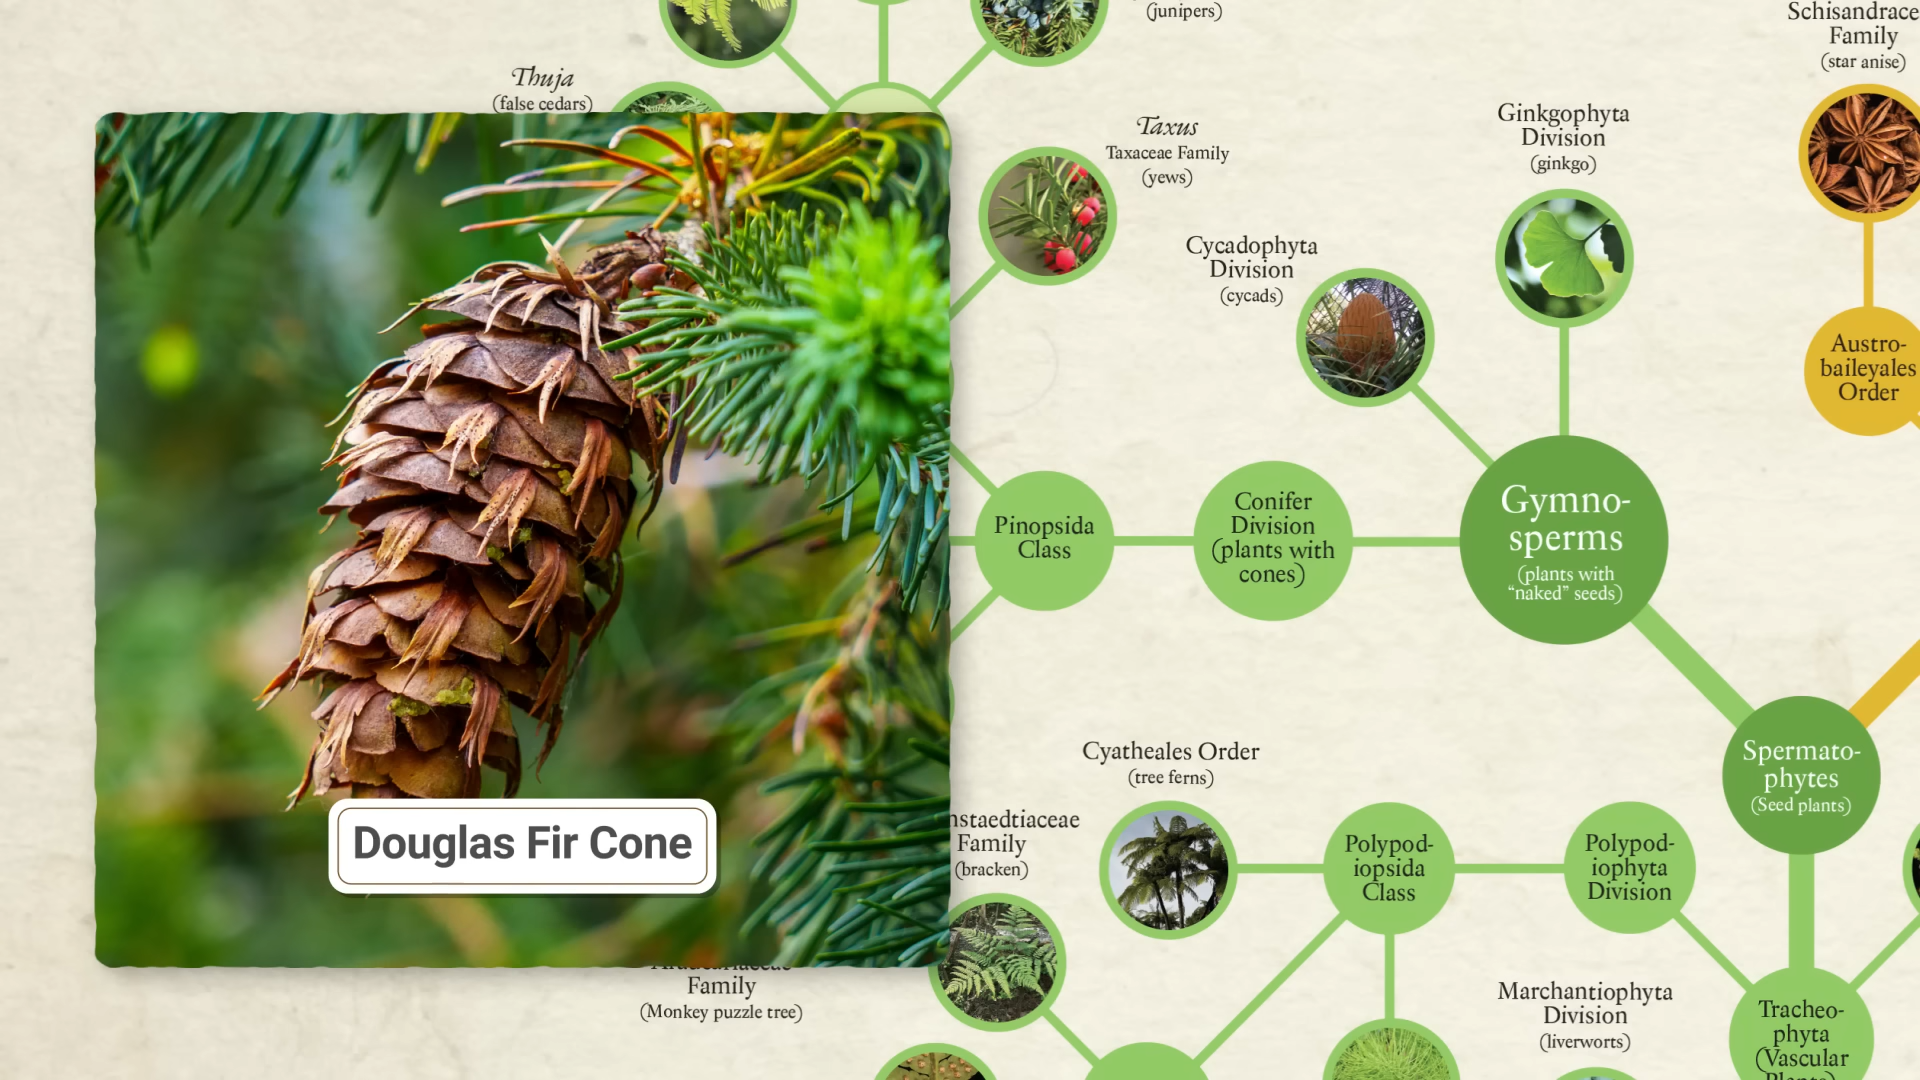 (junipers)
Schisandrace
Family
(star anise)
Thuja
(false cedars)
Taxus
Taxaceae Family
(yews)
Ginkgophyta
Division
(ginkgo)
Cycadophyta
Division
(cycads)
Austro-
baileyales
Order
Pinopsida
Class
Conifer
Division
(plants with
cones)
Gymno-
sperms
(plants with
“naked” seeds)
Spermato-
phytes
(Seed plants)
Cyatheales Order
(tree ferns)
nstaedtiaceae
Family
(bracken)
Polypod-
iopsida
Class
Polypod-
iophyta
Division
Douglas Fir Cone
Family
(Monkey puzzle tree)
Marchantiophyta
Division
(liverworts)
Tracheo-
phyta
(Vascular
Plants)